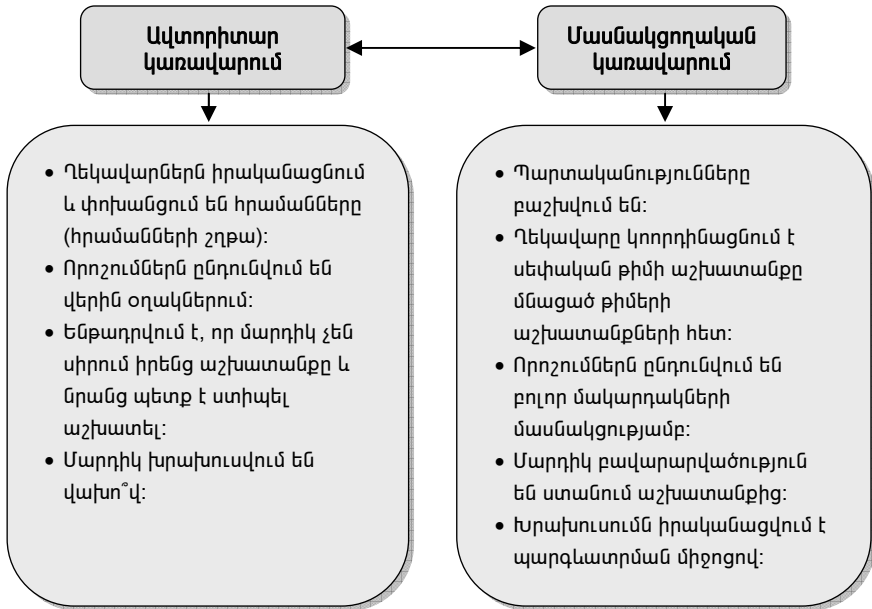 Ավտորիտար
կառավարում
Մասնակցողական
կառավարում
• Ղեկավարներն իրականացնում
և փոխանցում են հրամանները
(հրամանների շղթա):
• Որոշումներն ընդունվում են
վերին օղակներում:
• Ենթադրվում է, որ մարդիկ չեն
սիրում իրենց աշխատանքը և
նրանց պետք է ստիպել
աշխատել:
• Մարդիկ խրախուսվում են
վախո՞վ:
• Պարտականությունները
բաշխվում են:
• Ղեկավարը կոորդինացնում է
սեփական թիմի աշխատանքը
մնացած թիմերի
աշխատանքների հետ:
• Որոշումներն ընդունվում են
բոլոր մակարդակների
մասնակցությամբ:
• Մարդիկ բավարարվածություն
են ստանում աշխատանքից:
• Խրախուսումն իրականացվում է
պարգևատրման միջոցով: